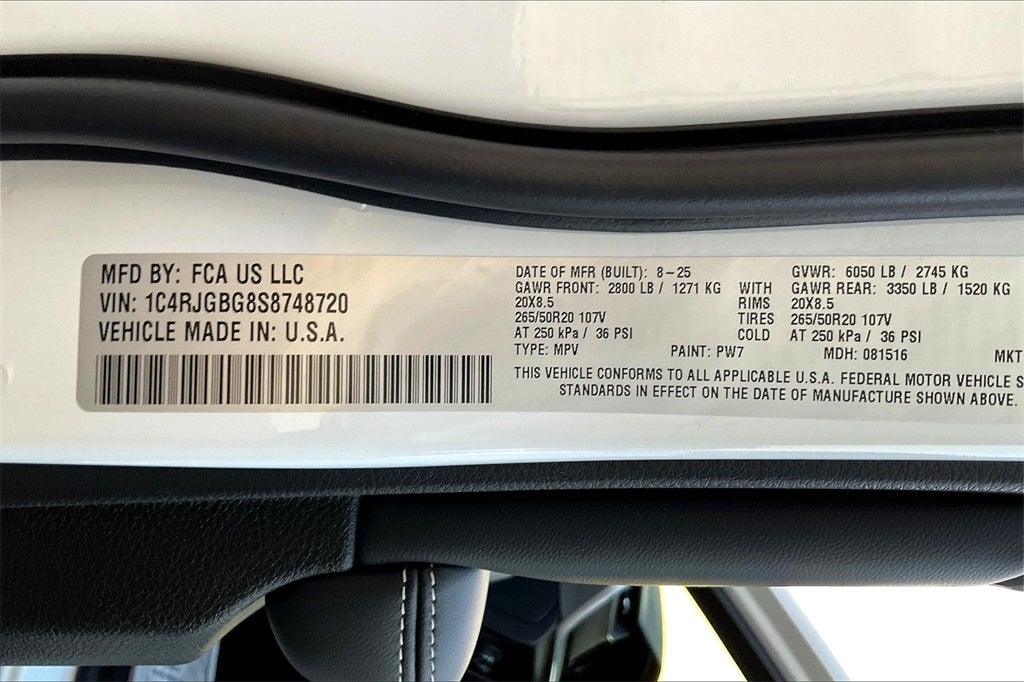 MFD BY: FCA US LLC
VIN: 1C4RJGBG8S8748720
VEHICLE MADE IN: U.S.A.
DATE OF MFR (BUILT): 8-25 GVWR: 6050 LB / 2745 KG
GAWR FRONT: 2800 LB / 1271 KG WITH GAWR REAR: 3350 LB / 1520 KG
20X8.5 RIMS 20X8.5
265/50R20 107V TIRES 265/50R20 107V
AT 250 kPa / 36 PSI COLD AT 250 kPa / 36 PSI
TYPE: MPV PAINT: PW7 MDH: 081516 MKT
THIS VEHICLE CONFORMS TO ALL APPLICABLE U.S.A. FEDERAL MOTOR VEHICLE S
STANDARDS IN EFFECT ON THE DATE OF MANUFACTURE SHOWN ABOVE.